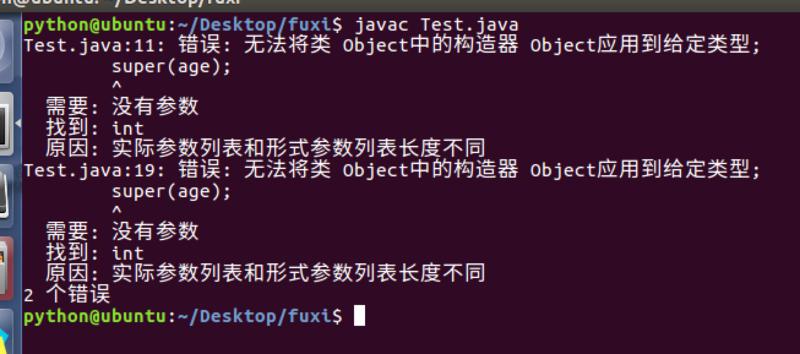 python@ubuntu: ~/Desktop/fuxi
python@ubuntu:~/Desktop/fuxi$ javac Test.java
Test.java:11: 错误: 无法将类 Object中的构造器 Object应用到给定类型;
        super(age);
        ^
  需要: 没有参数
  找到: int
  原因: 实际参数列表和形式参数列表长度不同
Test.java:19: 错误: 无法将类 Object中的构造器 Object应用到给定类型;
        super(age);
        ^
  需要: 没有参数
  找到: int
  原因: 实际参数列表和形式参数列表长度不同
2 个错误
python@ubuntu:~/Desktop/fuxi$